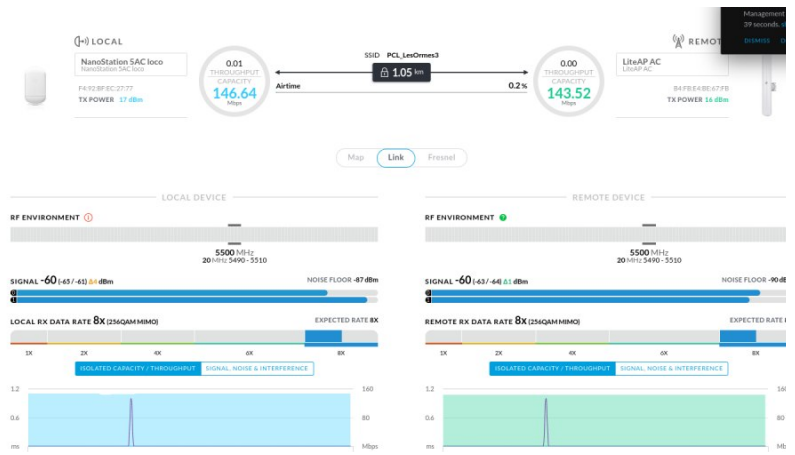 Management
39 seconds.
DISMISS
LOCAL
SSID PCL_LesOrmes3
REMOT
NanoStation 5AC loco
NanoStation 5AC loco
0.01
THROUGHPUT
CAPACITY
146.64
Mbps
1.05 km
Airtime
0.2 %
0.00
THROUGHPUT
CAPACITY
143.52
Mbps
LiteAP AC
LiteAP AC
F4:92:BF:EC:27:77
TX POWER 17 dBm
B4:FB:E4:BE:67:FB
TX POWER 16 dBm
Map
Link
Fresnel
LOCAL DEVICE
RF ENVIRONMENT
5500 MHz
20 MHz 5490 - 5510
SIGNAL -60 (-65 / -61) Δ4 dBm
NOISE FLOOR -87 dBm
0
1
LOCAL RX DATA RATE 8x (256QAM MIMO)
EXPECTED RATE 8X
1X 2X 4X 6X 8X
ISOLATED CAPACITY / THROUGHPUT
SIGNAL, NOISE & INTERFERENCE
1.2 160
0.6 80
ms Mbps
REMOTE DEVICE
RF ENVIRONMENT
5500 MHz
20 MHz 5490 - 5510
SIGNAL -60 (-63 / -64) Δ1 dBm
NOISE FLOOR -90 dB
0
1
REMOTE RX DATA RATE 8x (256QAM MIMO)
EXPECTED RATE
1X 2X 4X 6X 8X
ISOLATED CAPACITY / THROUGHPUT
SIGNAL, NOISE & INTERFERENCE
1.2 160
0.6 80
ms Mb